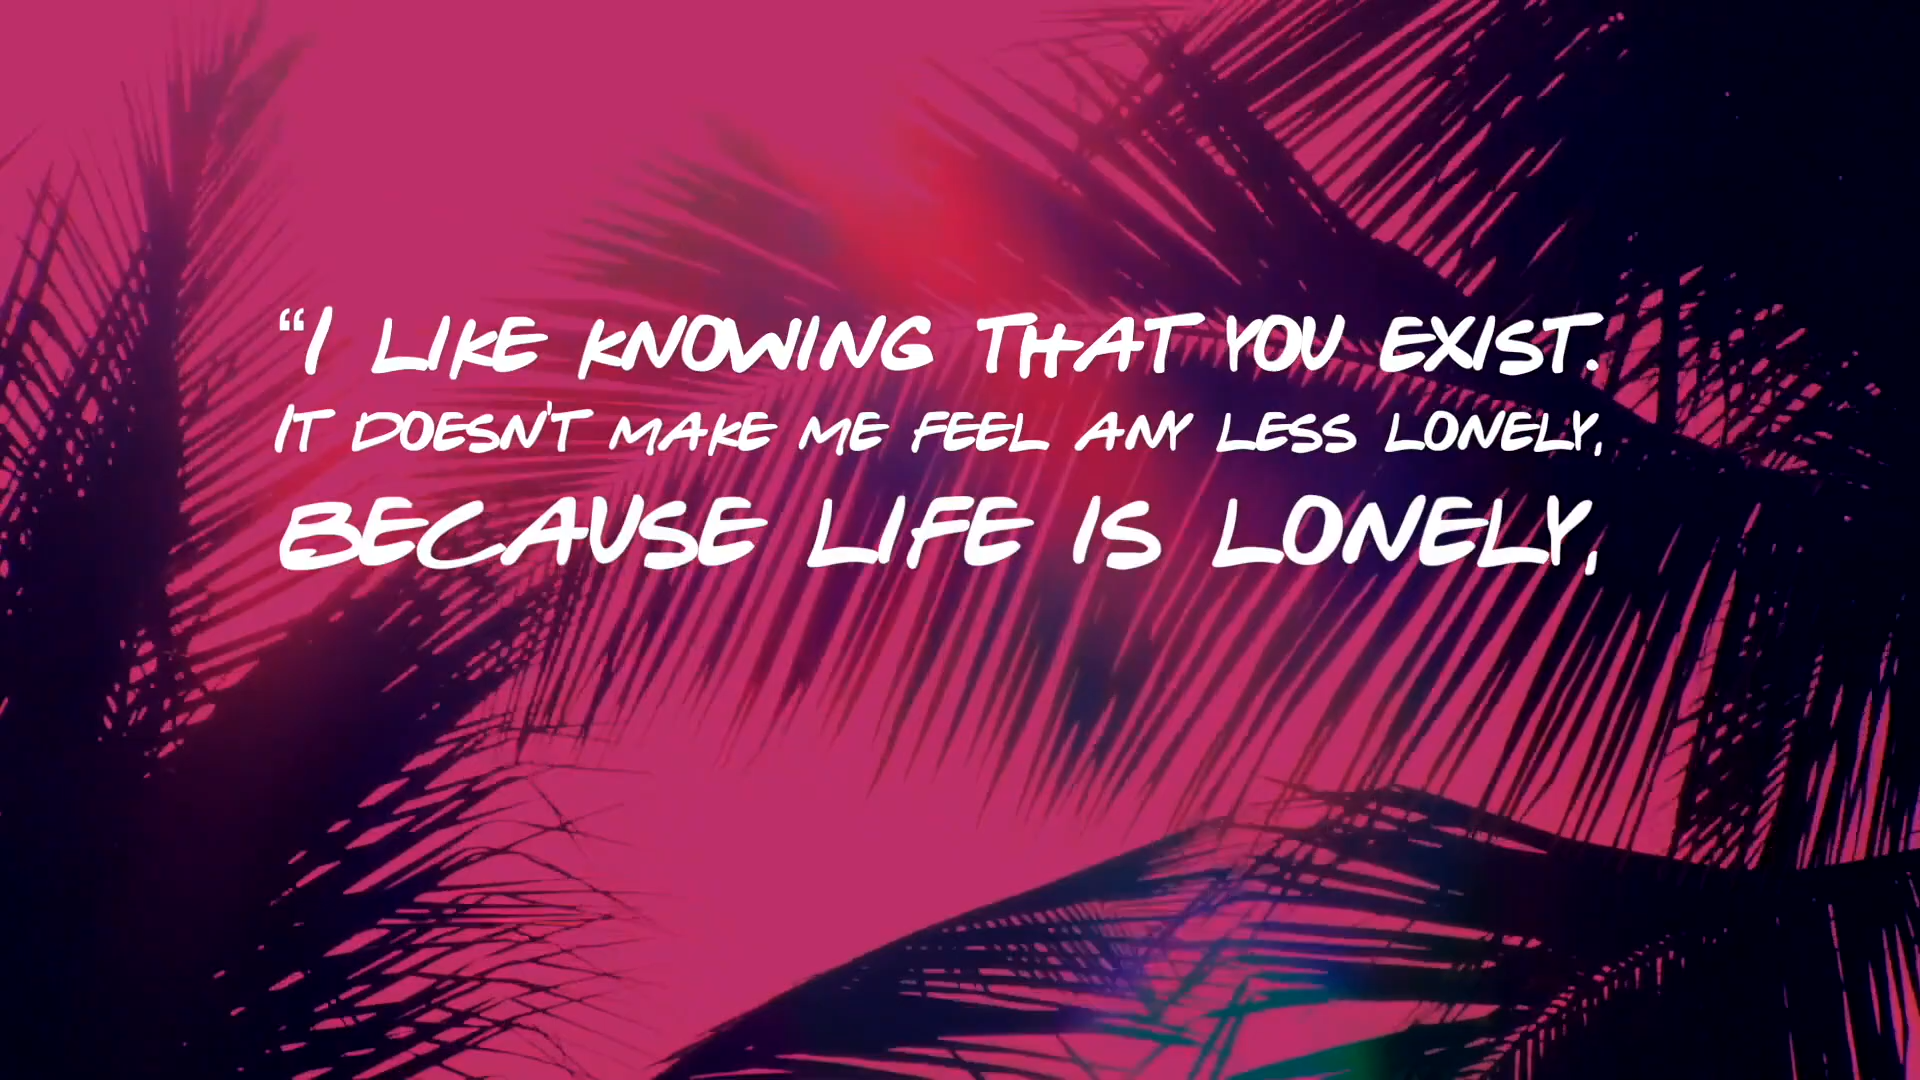 “I LIKE KNOWING THAT YOU EXIST.
IT DOESN'T MAKE ME FEEL ANY LESS LONELY,
BECAUSE LIFE IS LONELY,